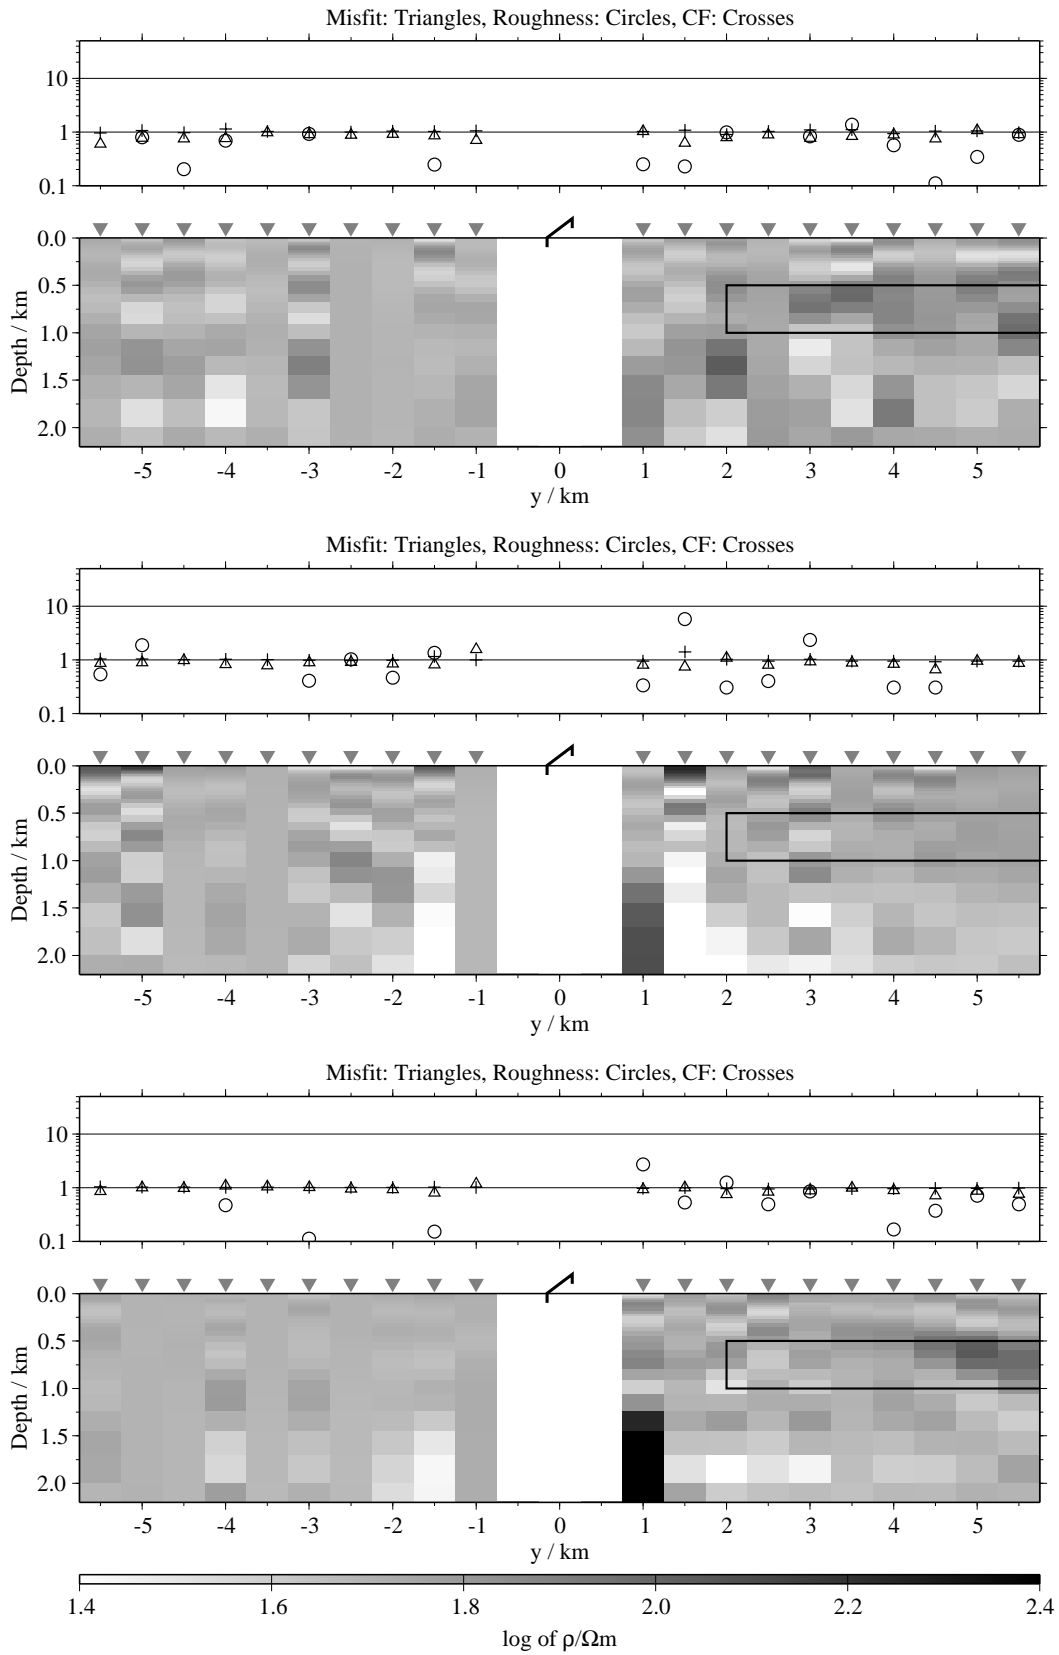 Misfit: Triangles, Roughness: Circles, CF: Crosses
10
1
0.1
0.0
0.5
1.0
1.5
2.0
Depth / km
-5 -4 -3 -2 -1 0 1 2 3 4 5
y / km
Misfit: Triangles, Roughness: Circles, CF: Crosses
10
1
0.1
0.0
0.5
1.0
1.5
2.0
Depth / km
-5 -4 -3 -2 -1 0 1 2 3 4 5
y / km
Misfit: Triangles, Roughness: Circles, CF: Crosses
10
1
0.1
0.0
0.5
1.0
1.5
2.0
Depth / km
-5 -4 -3 -2 -1 0 1 2 3 4 5
y / km
1.4 1.6 1.8 2.0 2.2 2.4
log of ρ/Ωm